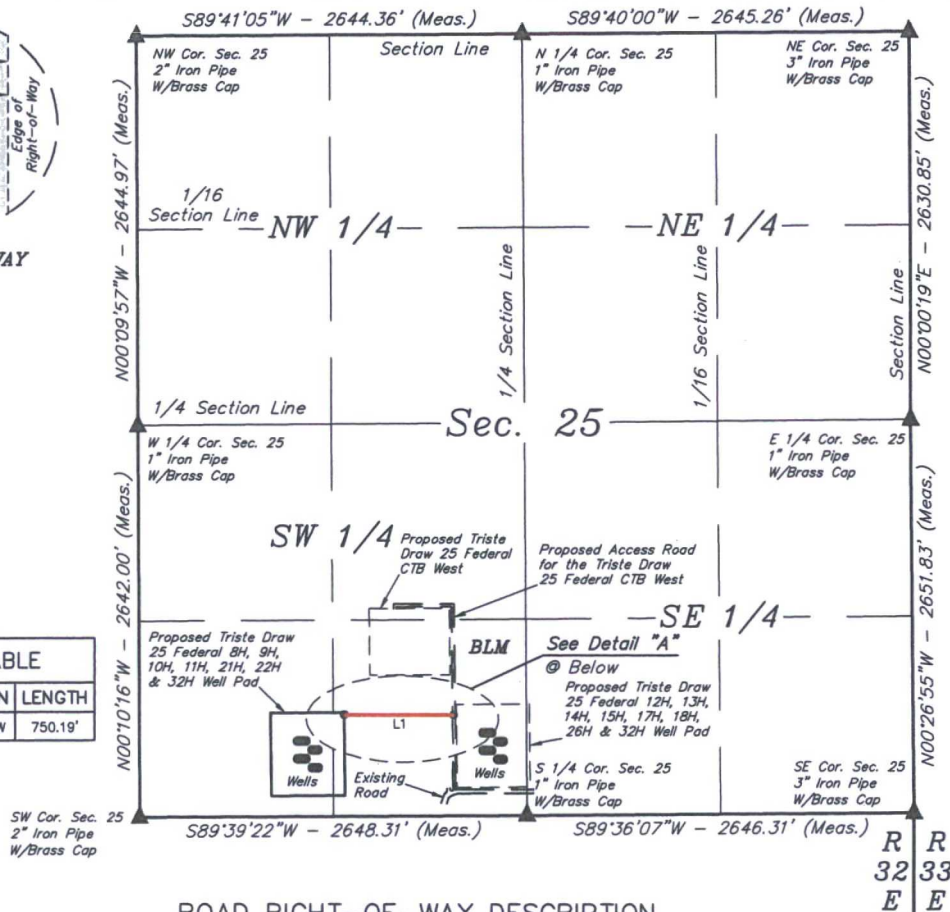 S89°41'05"W - 2644.36' (Meas.)
S89°40'00"W - 2645.26' (Meas.)
Section Line
NW Cor. Sec. 25
2" Iron Pipe
W/Brass Cap
N 1/4 Cor. Sec. 25
1" Iron Pipe
W/Brass Cap
NE Cor. Sec. 25
3" Iron Pipe
W/Brass Cap
Edge of
Right-of-Way
WAY
N00°09'57"W - 2644.97' (Meas.)
N00°00'19"E - 2630.85' (Meas.)
1/16
Section Line
NW 1/4
NE 1/4
1/4 Section Line
1/16 Section Line
Section Line
1/4 Section Line
Sec. 25
W 1/4 Cor. Sec. 25
1" Iron Pipe
W/Brass Cap
E 1/4 Cor. Sec. 25
1" Iron Pipe
W/Brass Cap
N00°10'16"W - 2642.00' (Meas.)
N00°26'55"W - 2651.83' (Meas.)
SW 1/4
Proposed Triste
Draw 25 Federal
CTB West
Proposed Access Road
for the Triste Draw
25 Federal CTB West
SE 1/4
BLM
See Detail "A"
@ Below
Proposed Triste Draw
25 Federal 8H, 9H,
10H, 11H, 21H, 22H
& 32H Well Pad
Proposed Triste Draw
25 Federal 12H, 13H,
14H, 15H, 17H, 18H,
26H & 32H Well Pad
ABLE
N LENGTH
W 750.19'
L1
Wells
Wells
Existing
Road
S 1/4 Cor. Sec. 25
1" Iron Pipe
W/Brass Cap
SE Cor. Sec. 25
3" Iron Pipe
W/Brass Cap
SW Cor. Sec. 25
2" Iron Pipe
W/Brass Cap
S89°39'22"W - 2648.31' (Meas.)
S89°36'07"W - 2646.31' (Meas.)
R R
32 33
E E
ROAD RIGHT-OF-WAY DESCRIPTION